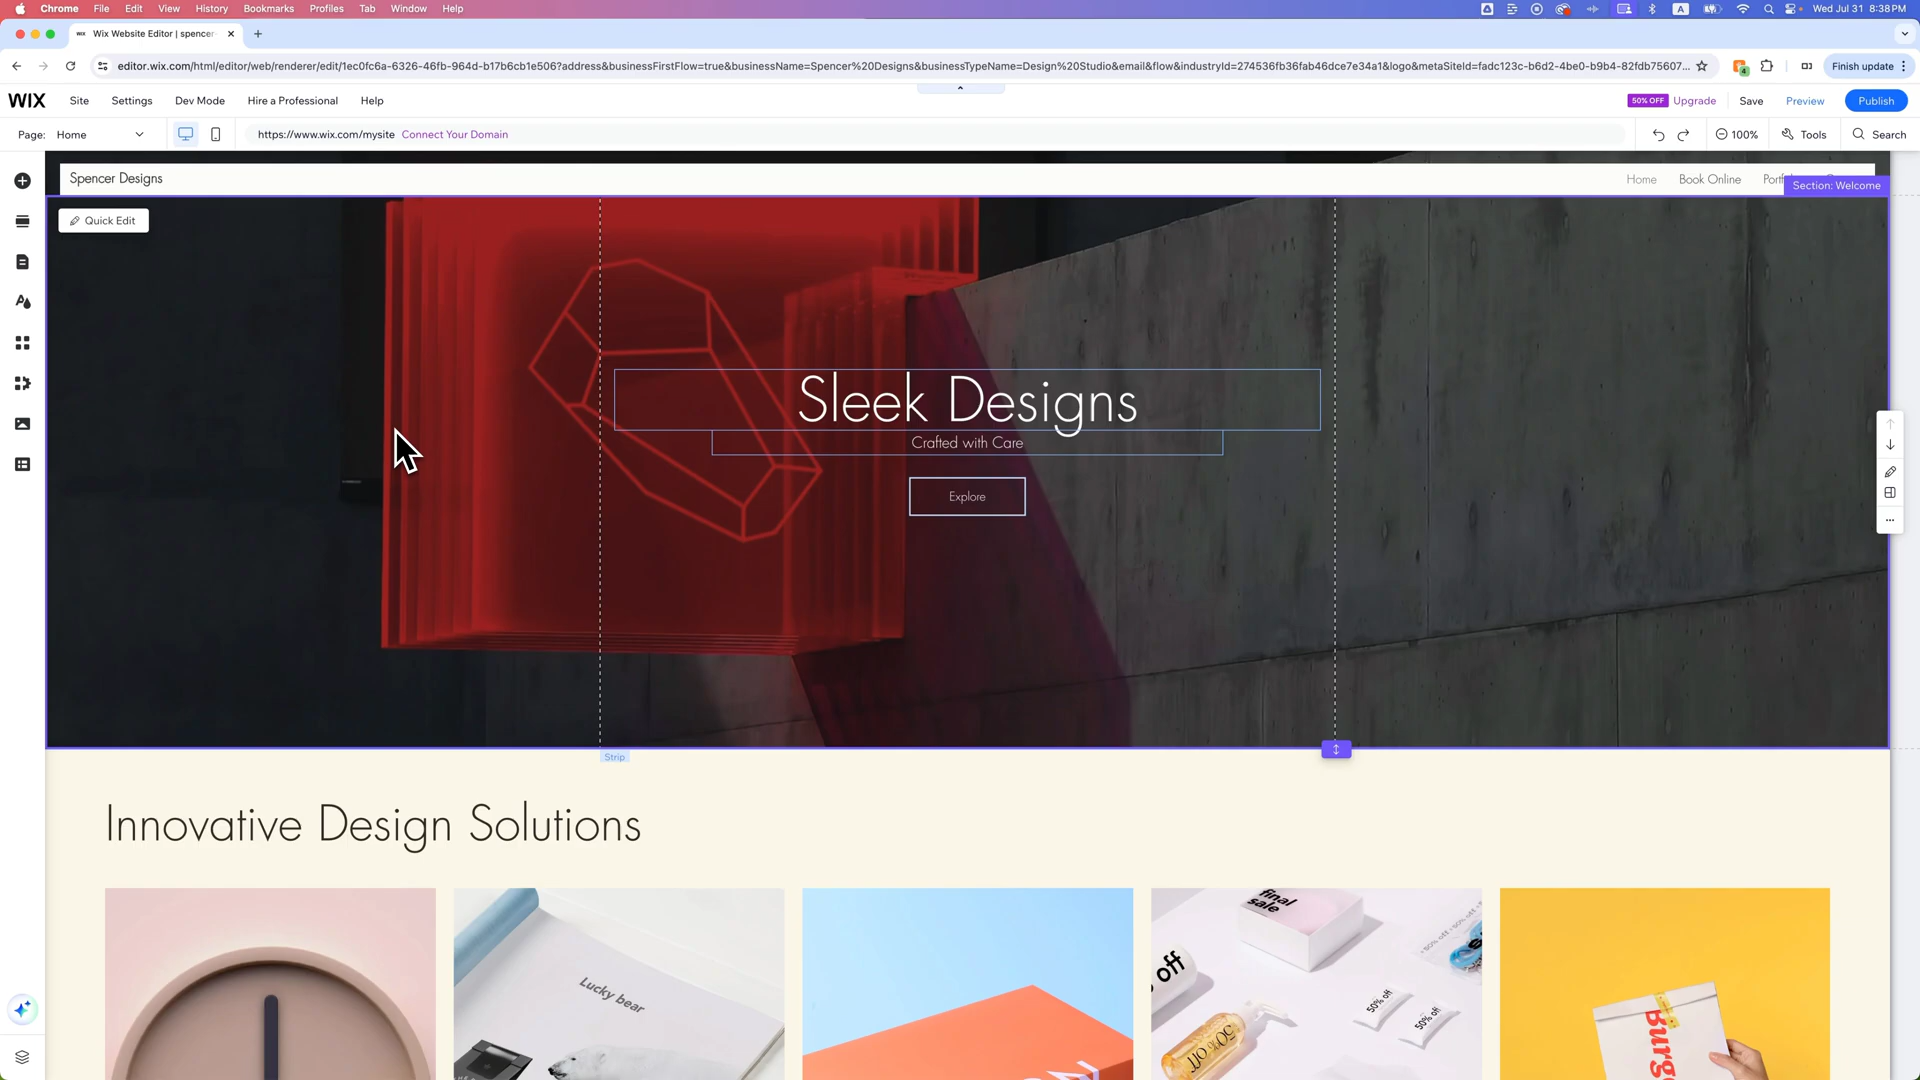 Chrome File Edit View History Bookmarks Profiles Tab Window Help
A Wed Jul 31 8:38 PM
Wix Website Editor | spencer
editor.wix.com/html/editor/web/renderer/edit/1ec0fc6a-6326-46fb-964d-b17b6cb1e506?address&businessFirstFlow=true&businessName=Spencer%20Designs&businessTypeName=Design%20Studio&email&flow&industryId=274536fb36fab46dce7e34a1&logo&metaSiteId=fadc123c-b6d2-4be0-b9b4-82fdb75607...
4
Finish update
WIX Site Settings Dev Mode Hire a Professional Help
50% OFF Upgrade Save Preview Publish
Page: Home
https://www.wix.com/mysite Connect Your Domain
100% Tools Search
Spencer Designs
Home Book Online
Section: Welcome
Quick Edit
Sleek Designs
Crafted with Care
Explore
Strip
Innovative Design Solutions
final
sale
off
50% off
50% off
50% off
Lucky bear